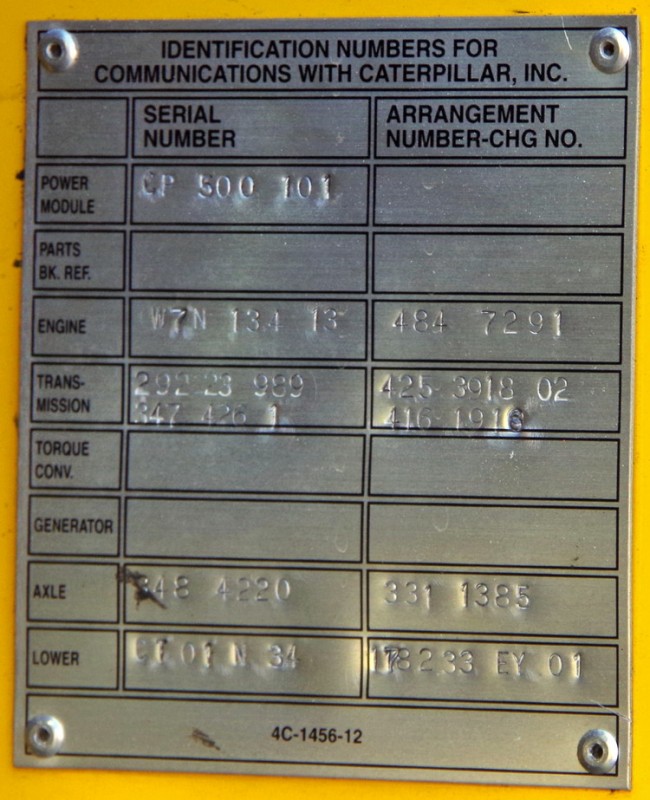 IDENTIFICATION NUMBERS FOR
COMMUNICATIONS WITH CATERPILLAR, INC.
SERIAL
NUMBER
ARRANGEMENT
NUMBER-CHG NO.
POWER
MODULE
500 101
PARTS
BK. REF.
ENGINE
W7N 134 13
484 7291
TRANS-
MISSION
292 23 989
347 426 1
425 3918 02
416 1916
TORQUE
CONV.
GENERATOR
AXLE
348 4220
331 1385
LOWER
N 34
EY 01
4C-1456-12